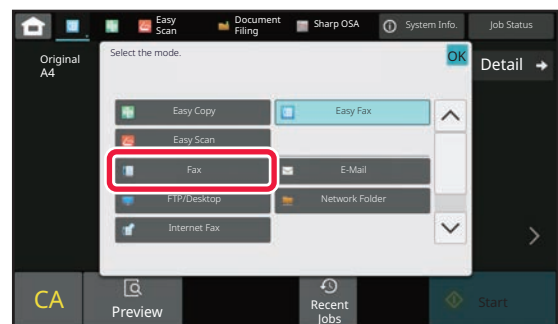 Easy
Scan
Document
Filing
Sharp OSA
System Info.
Job Status
Original
A4
Select the mode.
OK
Detail
Easy Copy
Easy Fax
Easy Scan
Fax
E-Mail
FTP/Desktop
Network Folder
Internet Fax
CA
Preview
Recent
Jobs
Start